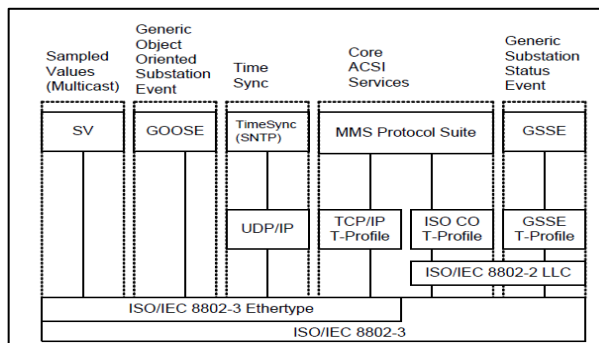 Sampled
Values
(Multicast)
Generic
Object
Oriented
Substation
Event
Time
Sync
Core
ACSI
Services
Generic
Substation
Status
Event
SV
GOOSE
TimeSync
(SNTP)
MMS Protocol Suite
GSSE
UDP/IP
TCP/IP
T-Profile
ISO CO
T-Profile
GSSE
T-Profile
ISO/IEC 8802-2 LLC
ISO/IEC 8802-3 Ethertype
ISO/IEC 8802-3